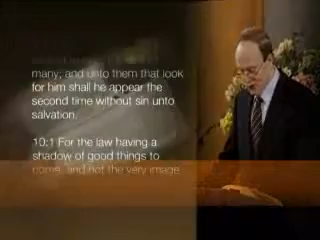 many; and unto them that look
for him shall he appear the
second time without sin unto
salvation.
10:1 For the law having a
shadow of good things to
come, and not the very image